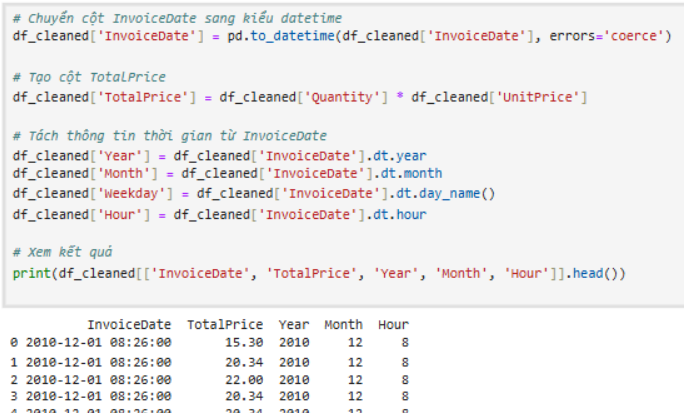 # Chuyển cột InvoiceDate sang kiểu datetime
df_cleaned['InvoiceDate'] = pd.to_datetime(df_cleaned['InvoiceDate'], errors='coerce')
# Tạo cột TotalPrice
df_cleaned['TotalPrice'] = df_cleaned['Quantity'] * df_cleaned['UnitPrice']
# Tách thông tin thời gian từ InvoiceDate
df_cleaned['Year'] = df_cleaned['InvoiceDate'].dt.year
df_cleaned['Month'] = df_cleaned['InvoiceDate'].dt.month
df_cleaned['Weekday'] = df_cleaned['InvoiceDate'].dt.day_name()
df_cleaned['Hour'] = df_cleaned['InvoiceDate'].dt.hour
# Xem kết quả
print(df_cleaned[['InvoiceDate', 'TotalPrice', 'Year', 'Month', 'Hour']].head())
InvoiceDate TotalPrice Year Month Hour
0 2010-12-01 08:26:00 15.30 2010 12 8
1 2010-12-01 08:26:00 20.34 2010 12 8
2 2010-12-01 08:26:00 22.00 2010 12 8
3 2010-12-01 08:26:00 20.34 2010 12 8
4 2010-12-01 08:26:00 20.34 2010 12 8